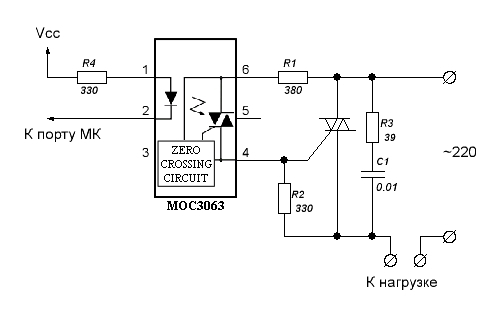 Vcc
R4
330
1
2
К порту МК
3
ZERO
CROSSING
CIRCUIT
MOC3063
6
5
4
R1
380
R2
330
R3
39
C1
0.01
~220
К нагрузке